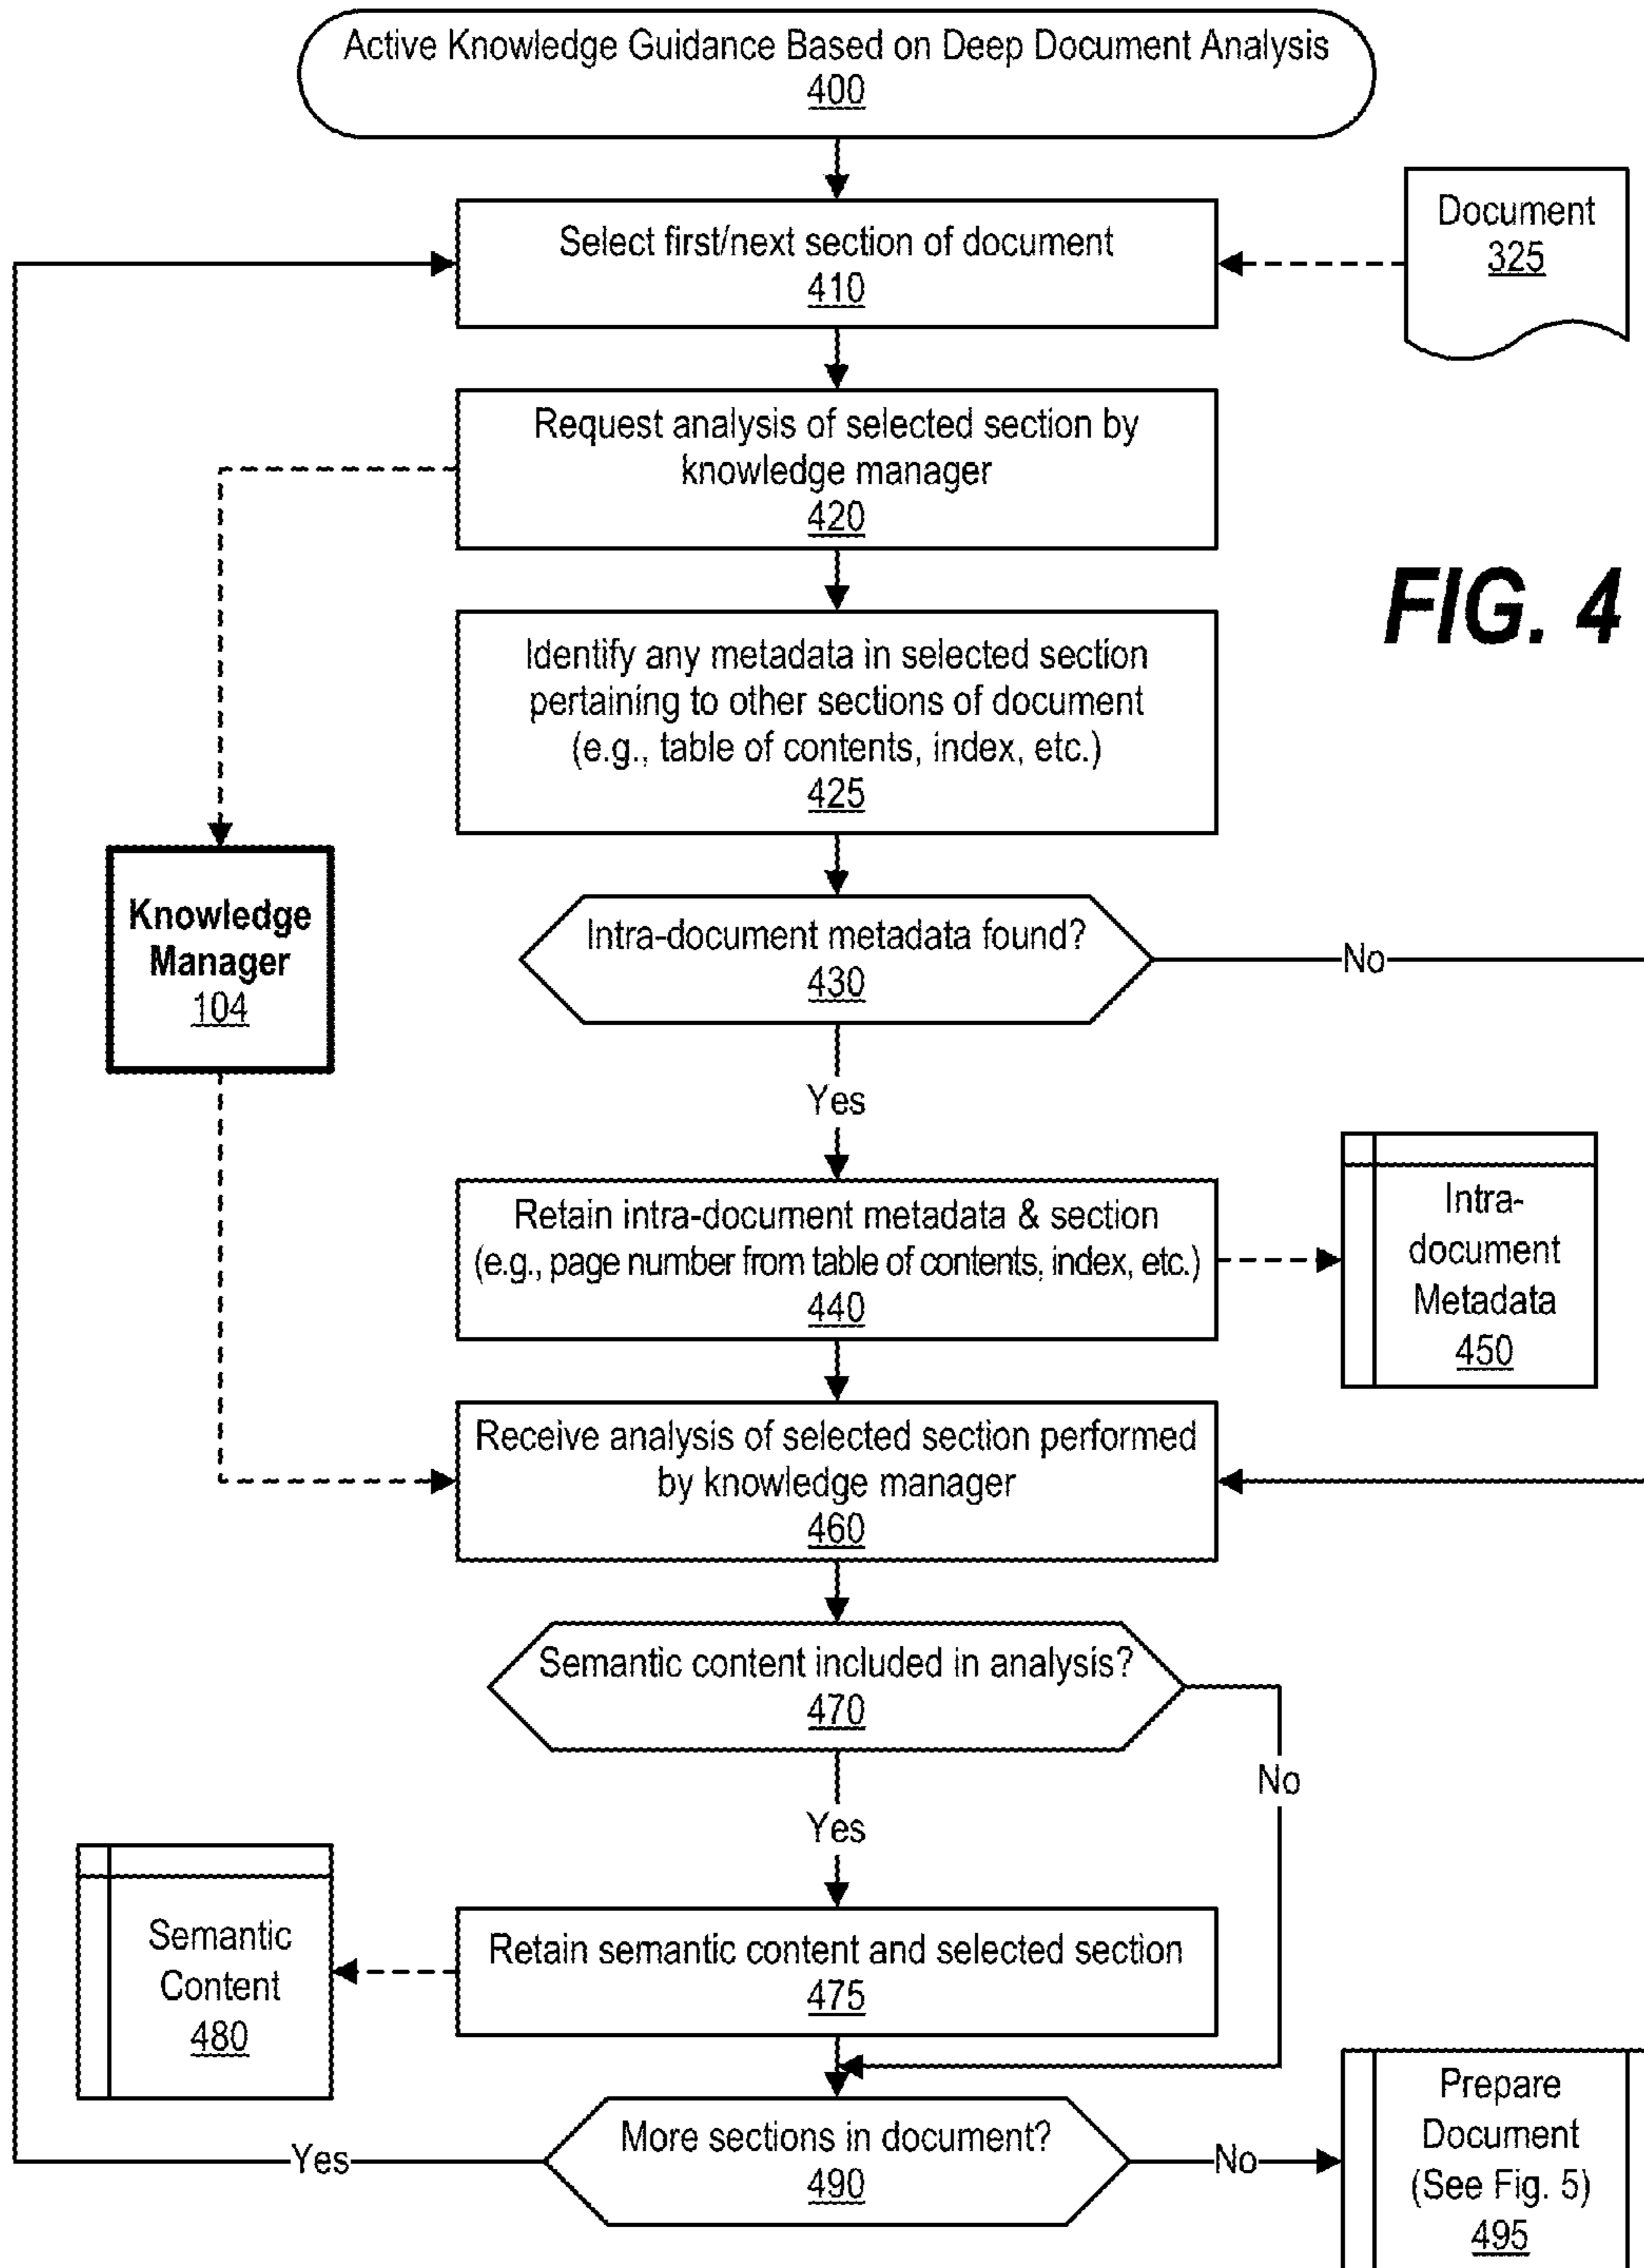 Active Knowledge Guidance Based on Deep Document Analysis
400
Select first/next section of document
410
Document
325
Request analysis of selected section by
knowledge manager
420
FIG. 4
Identify any metadata in selected section
pertaining to other sections of document
(e.g., table of contents, index, etc.)
425
Knowledge
Manager
104
Intra-document metadata found?
430
No
Yes
Retain intra-document metadata & section
(e.g., page number from table of contents, index, etc.)
440
Intra-
document
Metadata
450
Receive analysis of selected section performed
by knowledge manager
460
Semantic content included in analysis?
470
No
Yes
Semantic
Content
480
Retain semantic content and selected section
475
More sections in document?
490
Yes
No
Prepare
Document
(See Fig. 5)
495